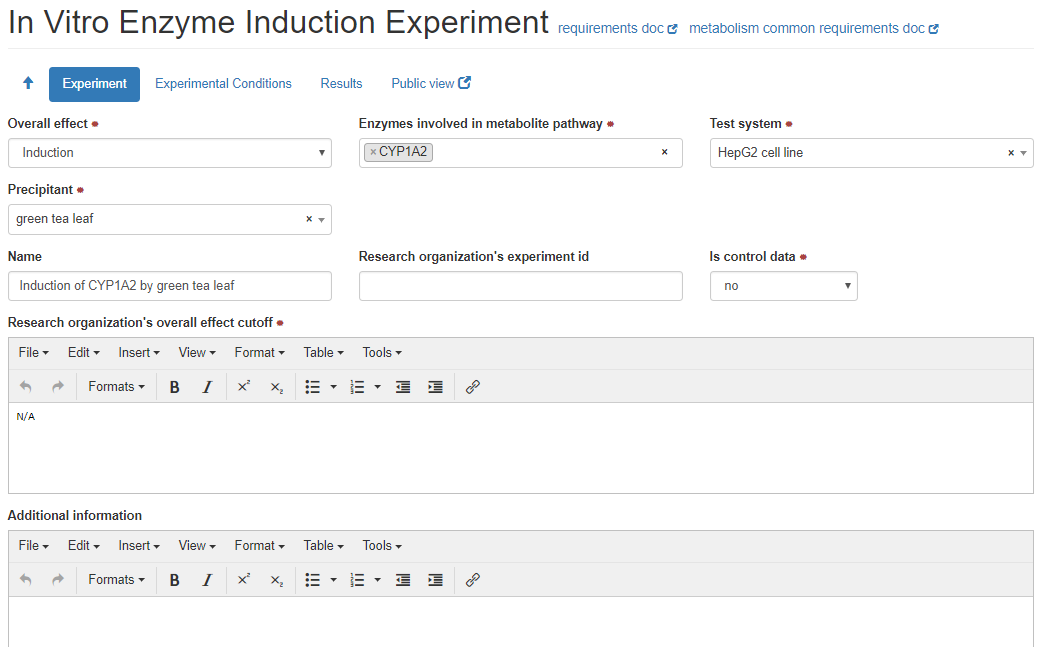 In Vitro Enzyme Induction Experiment requirements doc metabolism common requirements doc
Experiment Experimental Conditions Results Public view
Overall effect Enzymes involved in metabolite pathway Test system
Induction × CYP1A2 × HepG2 cell line ×
Precipitant
green tea leaf ×
Name Research organization's experiment id Is control data
Induction of CYP1A2 by green tea leaf no
Research organization's overall effect cutoff
File Edit Insert View Format Table Tools
Formats B I x² x₂
N/A
Additional information
File Edit Insert View Format Table Tools
Formats B I x² x₂